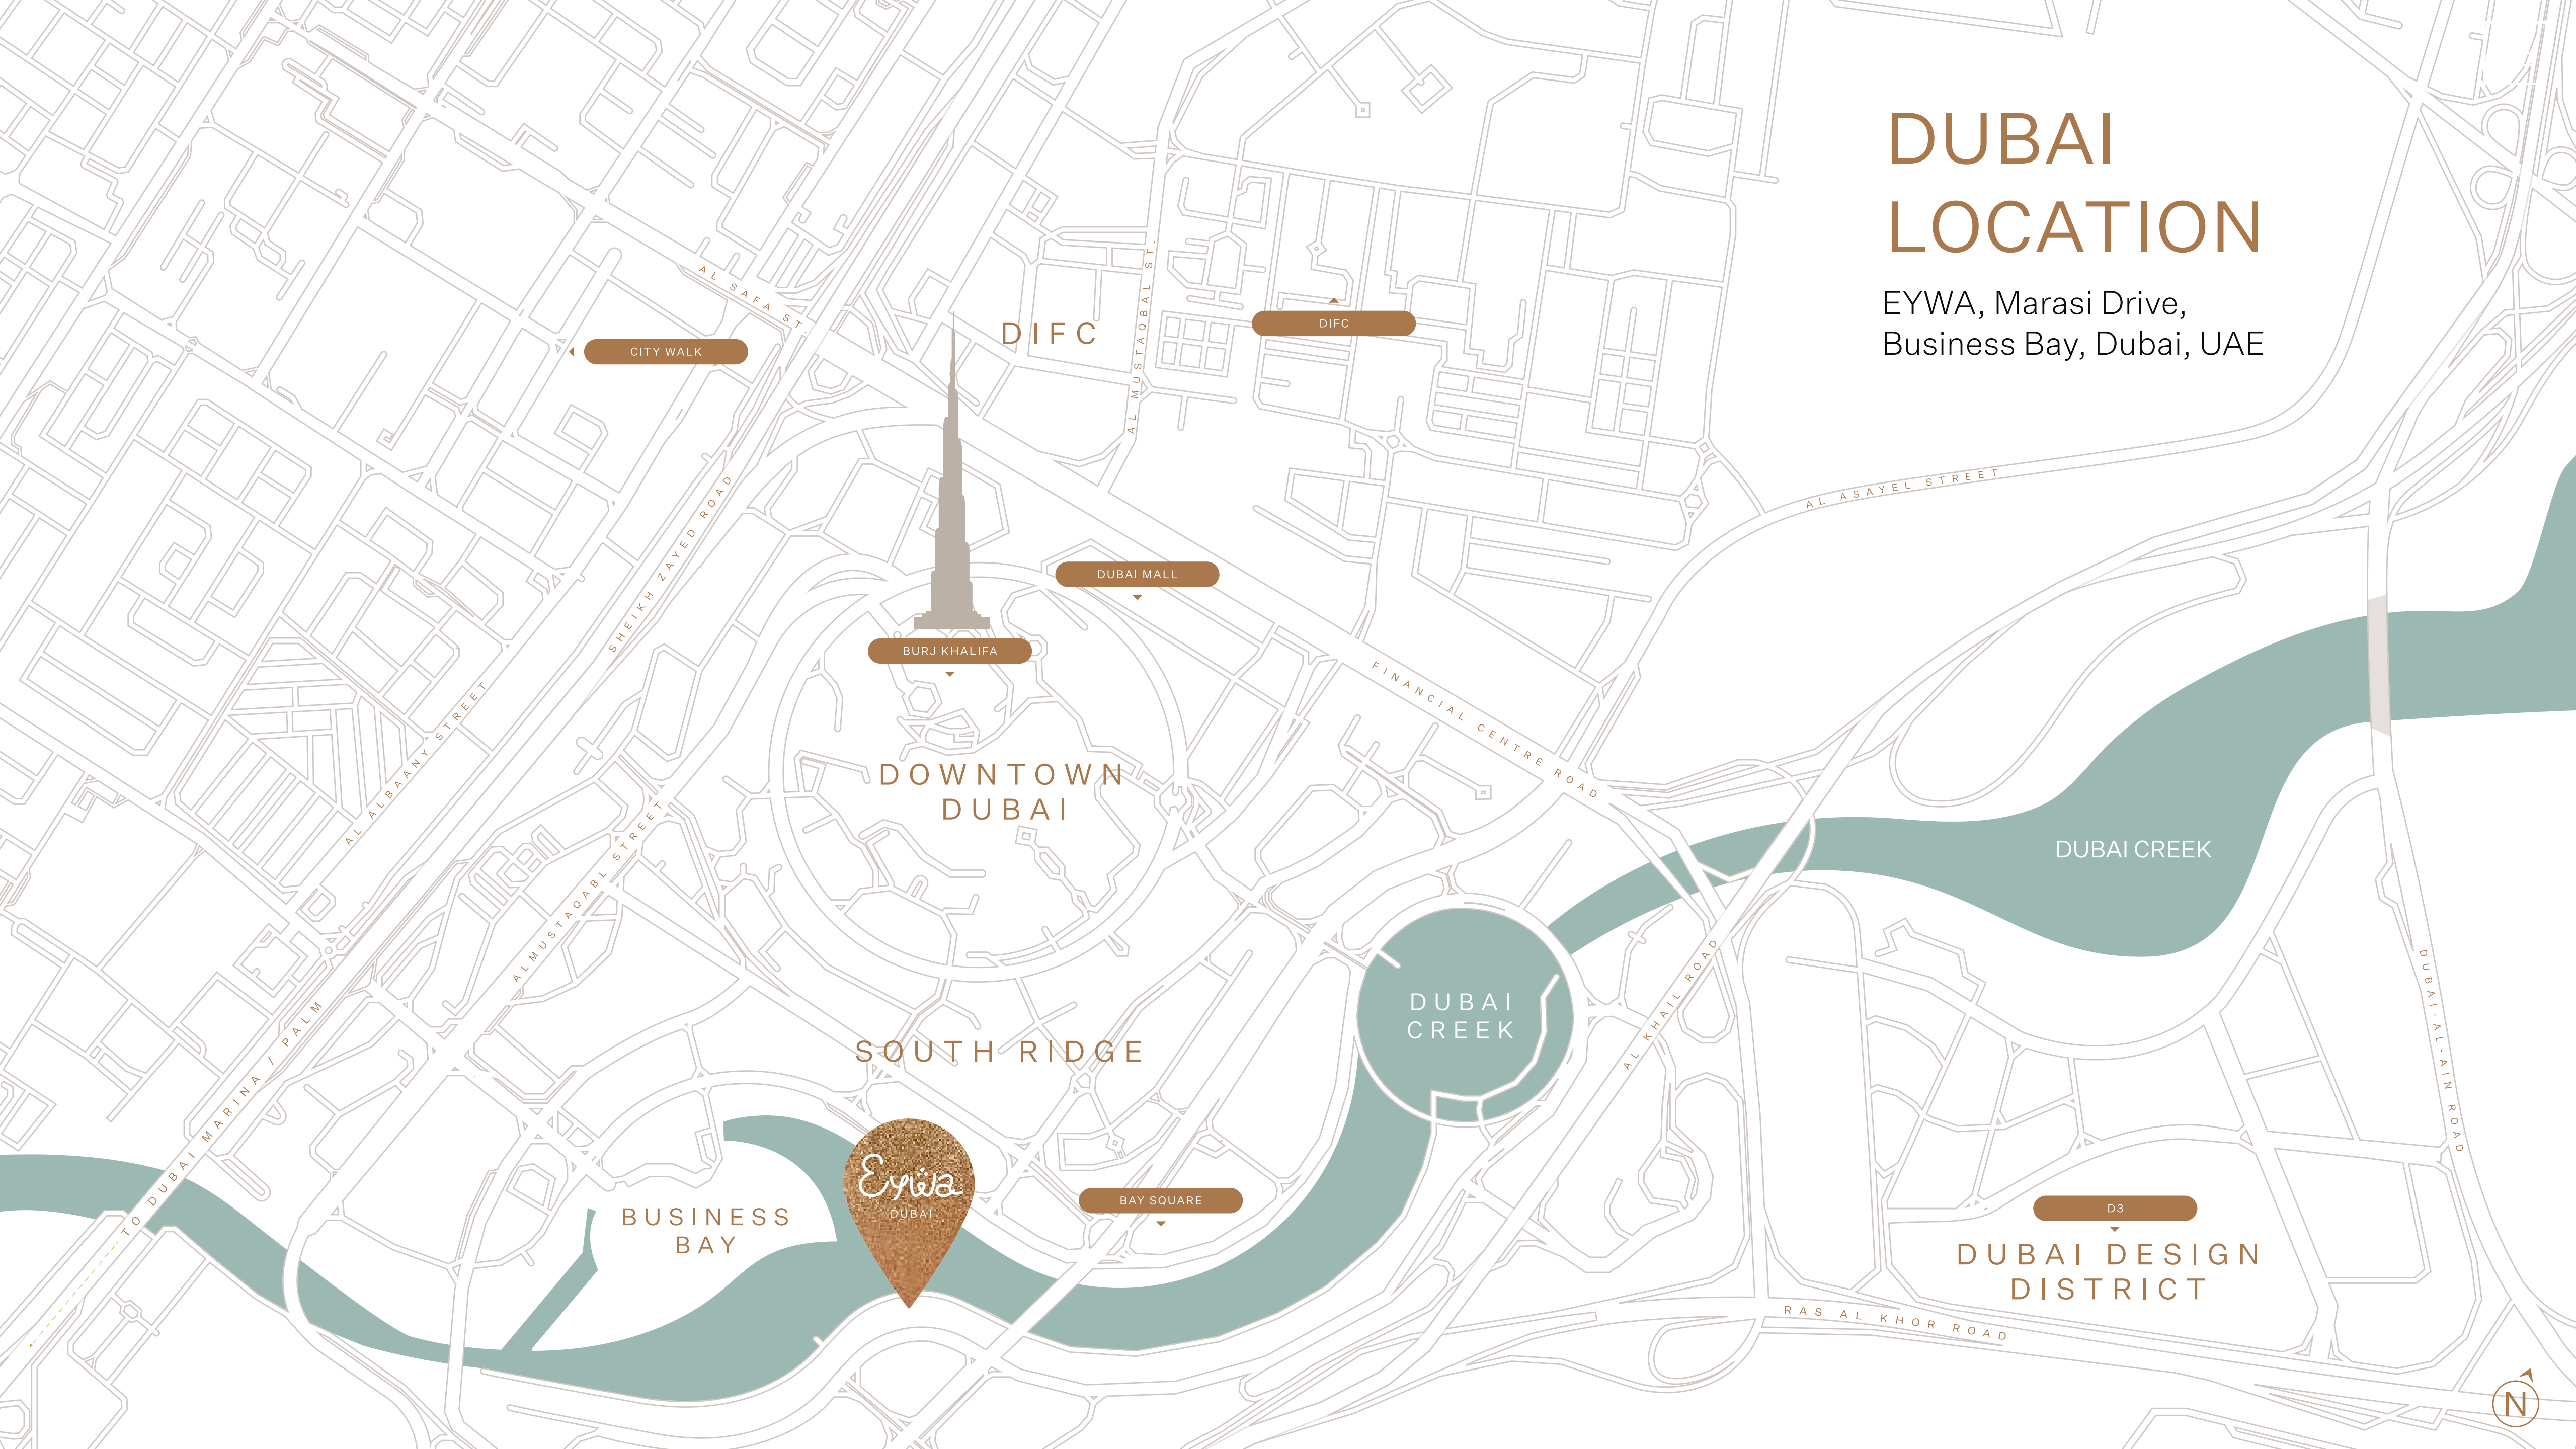 DUBAI
LOCATION
EYWA, Marasi Drive,
Business Bay, Dubai, UAE
AL SAFA ST.
CITY WALK
DIFC
AL MUSTAQBAL ST.
DIFC
AL ASAYEL STREET
SHEIKH ZAYED ROAD
DUBAI MALL
BURJ KHALIFA
FINANCIAL CENTRE ROAD
AL ALBAANY STREET
DOWNTOWN
DUBAI
ALMUSTAQABL STREET
DUBAI CREEK
DUBAI
CREEK
AL KHAIL ROAD
DUBAI-AL-AIN ROAD
SOUTH RIDGE
TO DUBAI MARINA / PALM
Eywa
DUBAI
BUSINESS
BAY
BAY SQUARE
D3
DUBAI DESIGN
DISTRICT
RAS AL KHOR ROAD
N